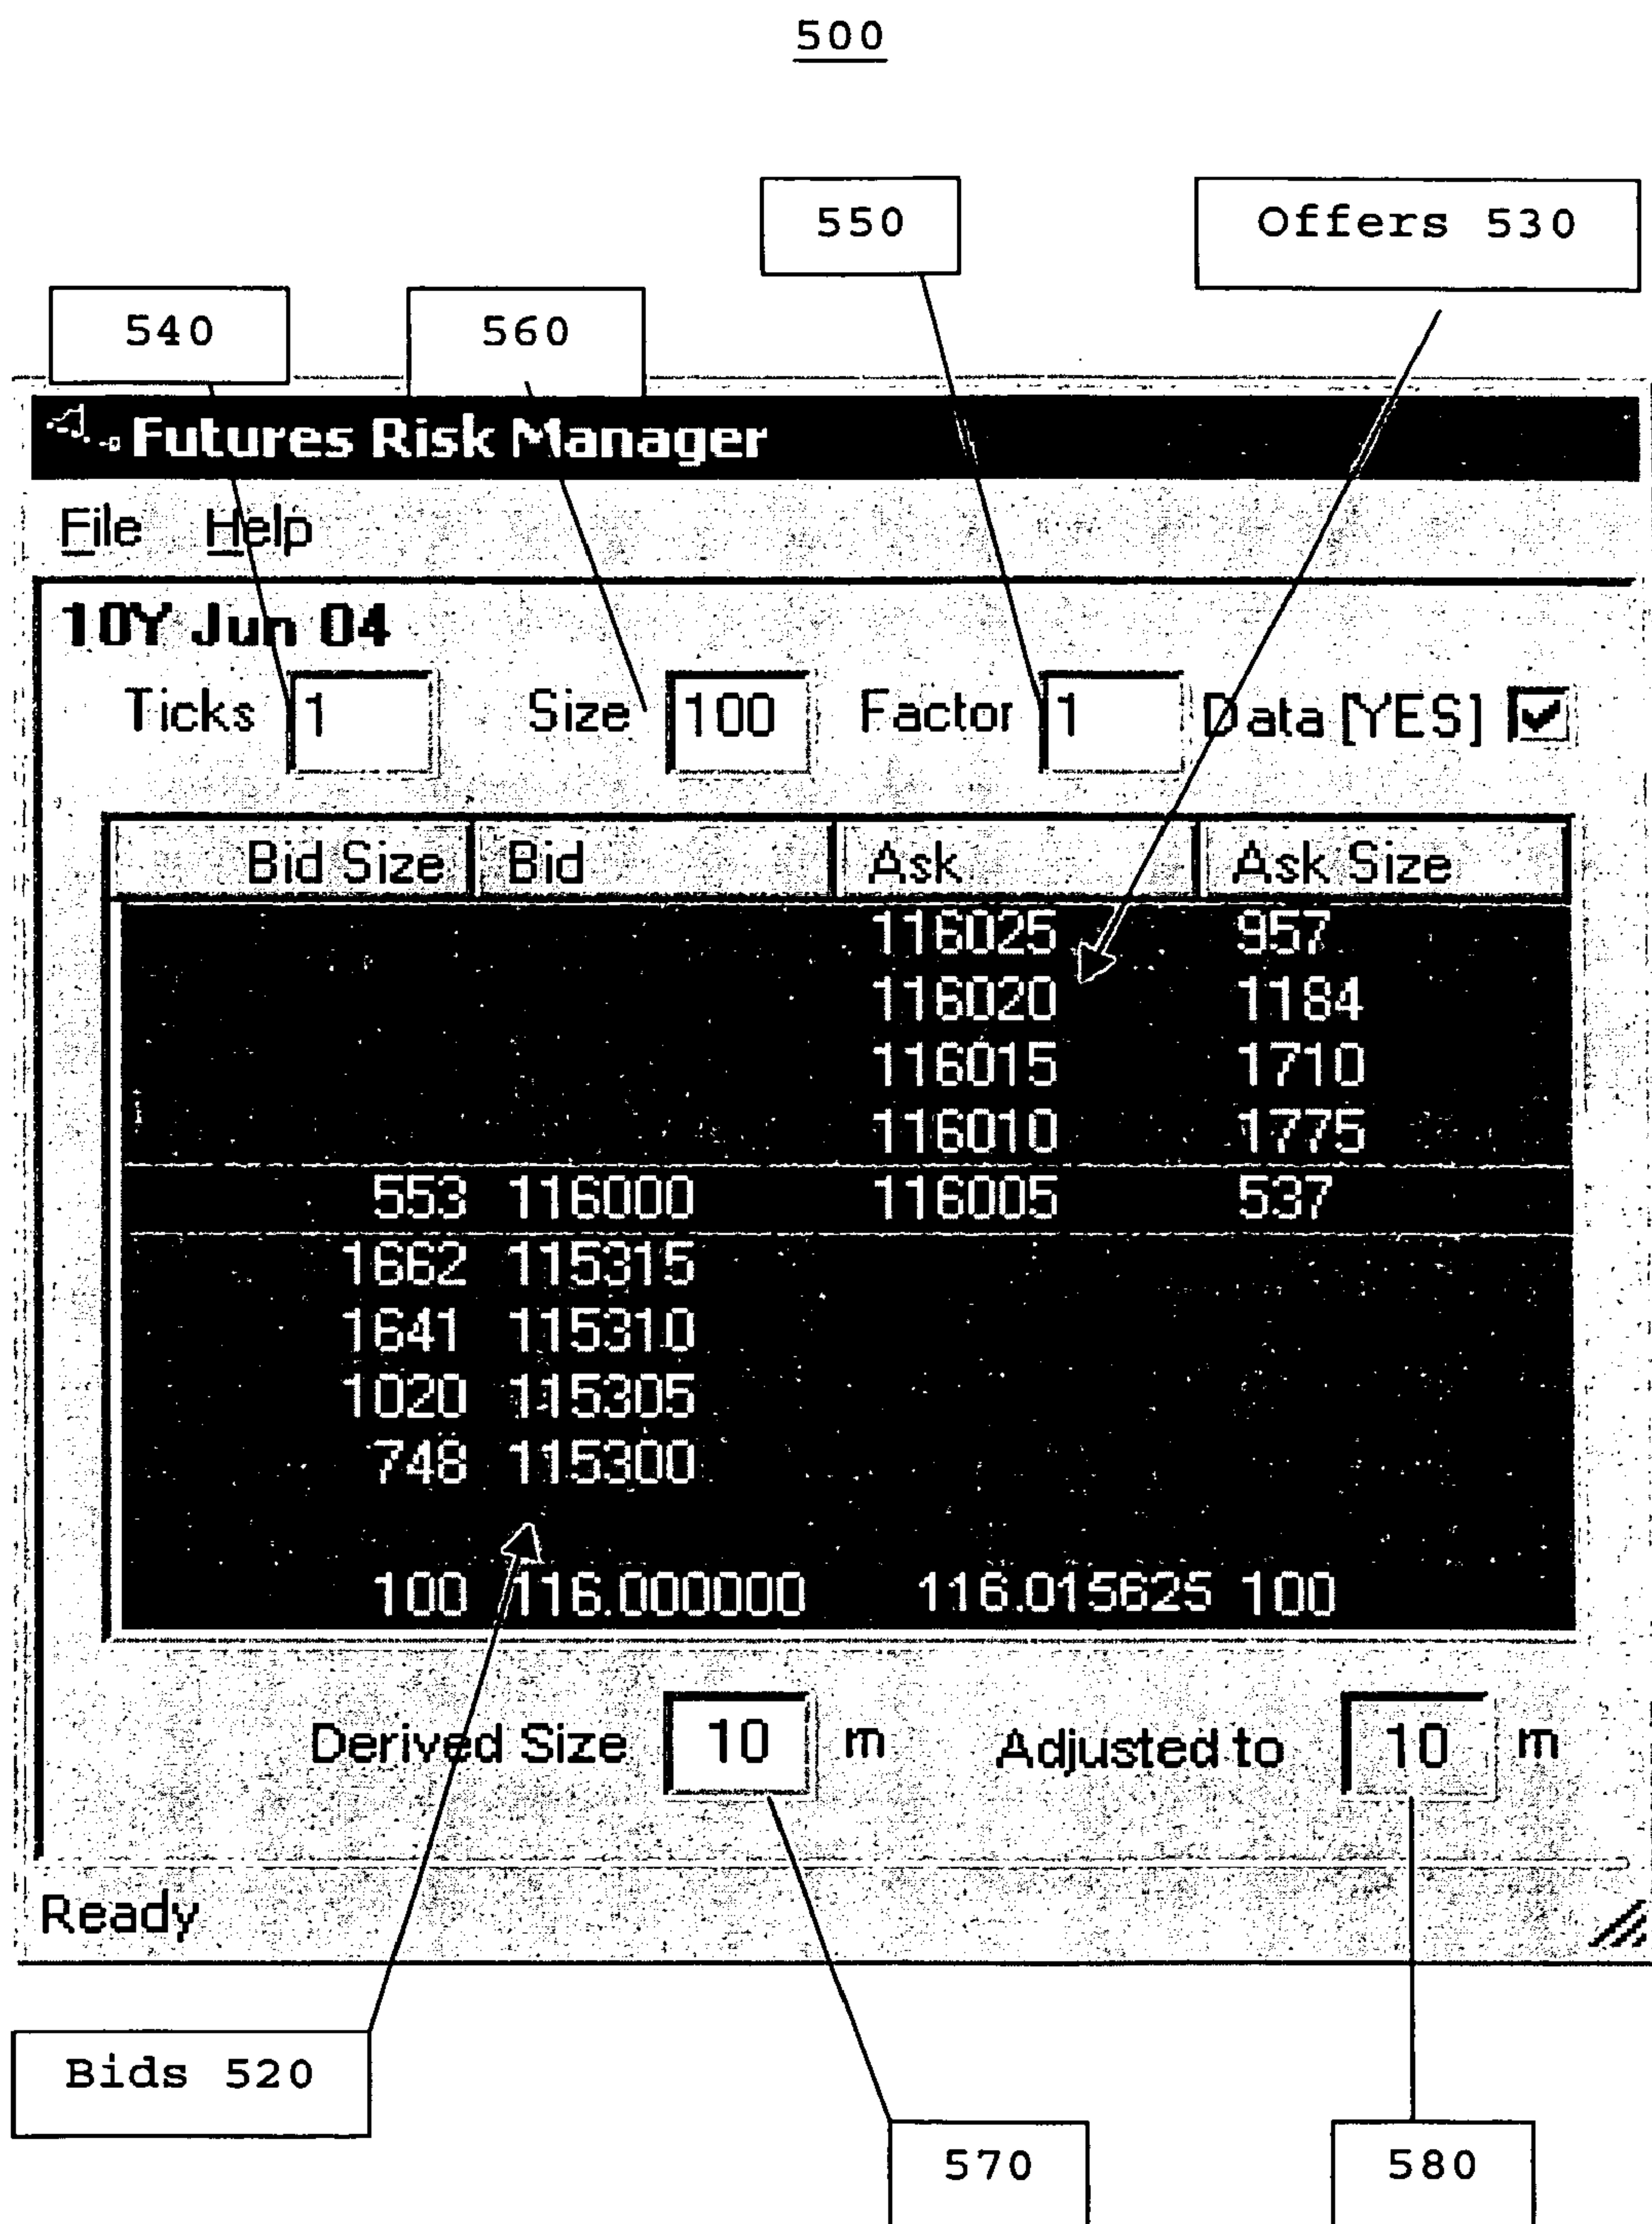 500
550
Offers 530
540
560
Futures Risk Manager
File Help
10Y Jun 04
Ticks 1 Size 100 Factor 1 Data [YES]
Bid Size Bid Ask Ask Size
116025 957
116020 1184
116015 1710
116010 1775
553 116000 116005 537
1662 115315
1641 115310
1020 115305
748 115300
100 116.000000 116.015625 100
Derived Size 10 m Adjusted to 10 m
Ready
Bids 520
570
580